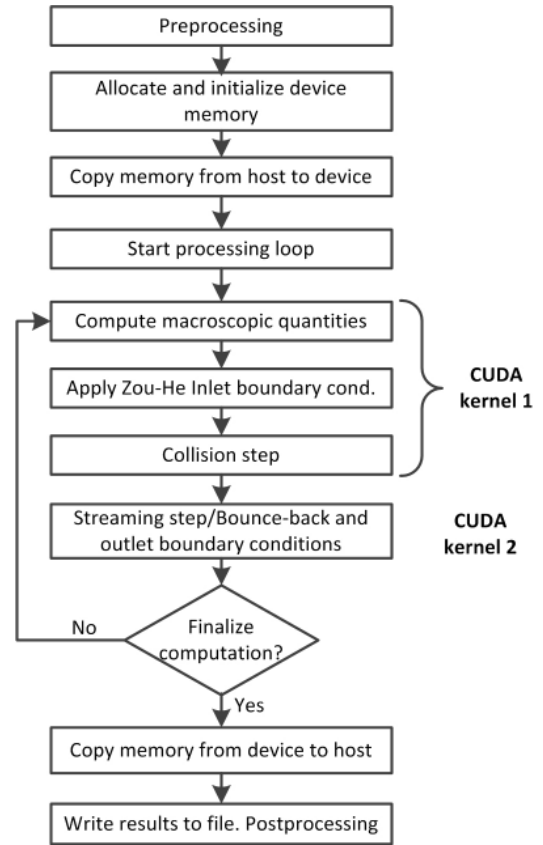 Preprocessing
Allocate and initialize device
memory
Copy memory from host to device
Start processing loop
Compute macroscopic quantities
Apply Zou-He Inlet boundary cond.
Collision step
CUDA
kernel 1
Streaming step/Bounce-back and
outlet boundary conditions
CUDA
kernel 2
Finalize
computation?
No
Yes
Copy memory from device to host
Write results to file. Postprocessing